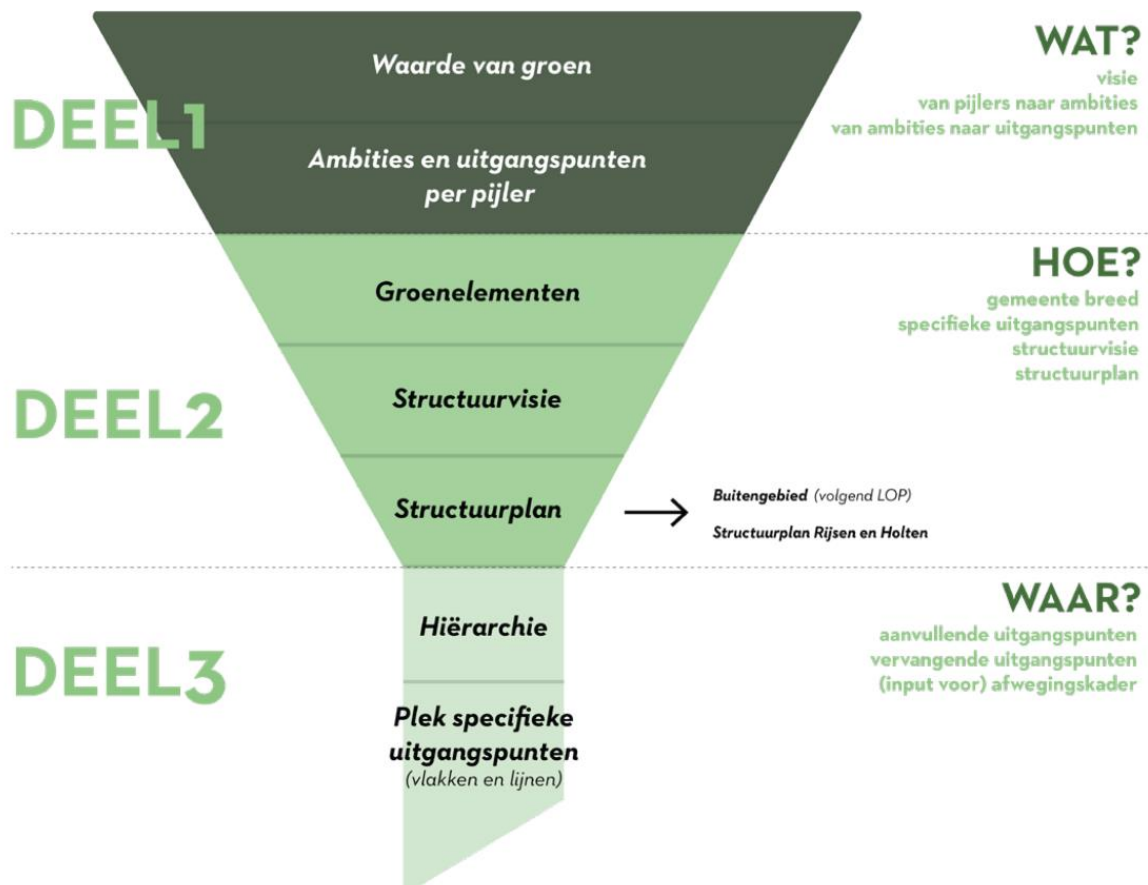 DEEL1
Waarde van groen
Ambities en uitgangspunten
per pijler
WAT?
visie
van pijlers naar ambities
van ambities naar uitgangspunten
DEEL2
Groenelementen
Structuurvisie
Structuurplan
Buitengebied (volgend LOP)
Structuurplan Rijsen en Holten
HOE?
gemeente breed
specifieke uitgangspunten
structuurvisie
structuurplan
DEEL3
Hiërarchie
Plek specifieke
uitgangspunten
(vlakken en lijnen)
WAAR?
aanvullende uitgangspunten
vervangende uitgangspunten
(input voor) afwegingskader